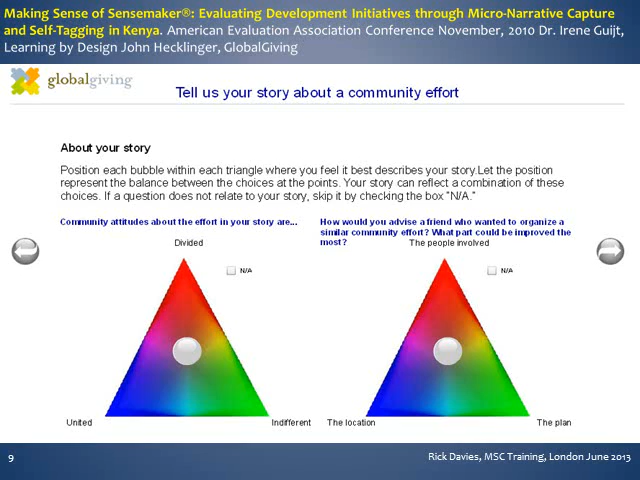 Making Sense of Sensemaker®: Evaluating Development Initiatives through Micro-Narrative Capture
and Self-Tagging in Kenya. American Evaluation Association Conference November, 2010 Dr. Irene Guijt,
Learning by Design John Hecklinger, GlobalGiving
globalgiving
Tell us your story about a community effort
About your story
Position each bubble within each triangle where you feel it best describes your story.Let the position
represent the balance between the choices at the points. Your story can reflect a combination of these
choices. If a question does not relate to your story, skip it by checking the box "N/A."
Community attitudes about the effort in your story are...
Divided
N/A
United
Indifferent
How would you advise a friend who wanted to organize a
similar community effort? What part could be improved the
most?
The people involved
N/A
The location
The plan
9
Rick Davies, MSC Training, London June 2013